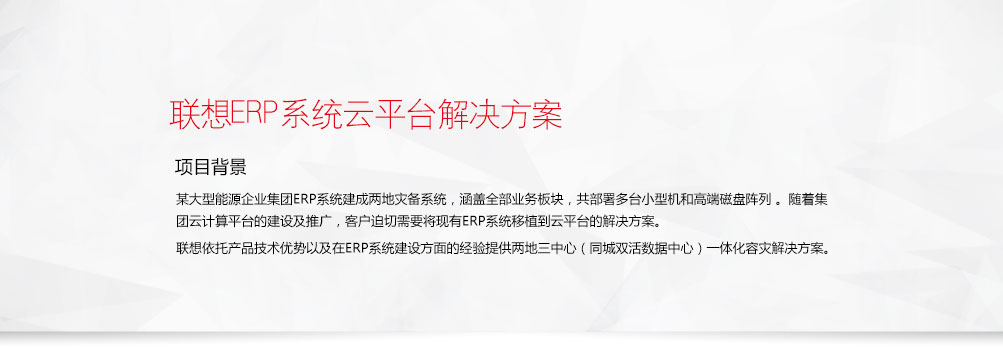 联想ERP系统云平台解决方案
项目背景
某大型能源企业集团ERP系统建成两地灾备系统，涵盖全部业务板块，共部署多台小型机和高端磁盘阵列 。随着集
团云计算平台的建设及推广，客户迫切需要将现有ERP系统移植到云平台的解决方案。
联想依托产品技术优势以及在ERP系统建设方面的经验提供两地三中心（同城双活数据中心）一体化容灾解决方案。